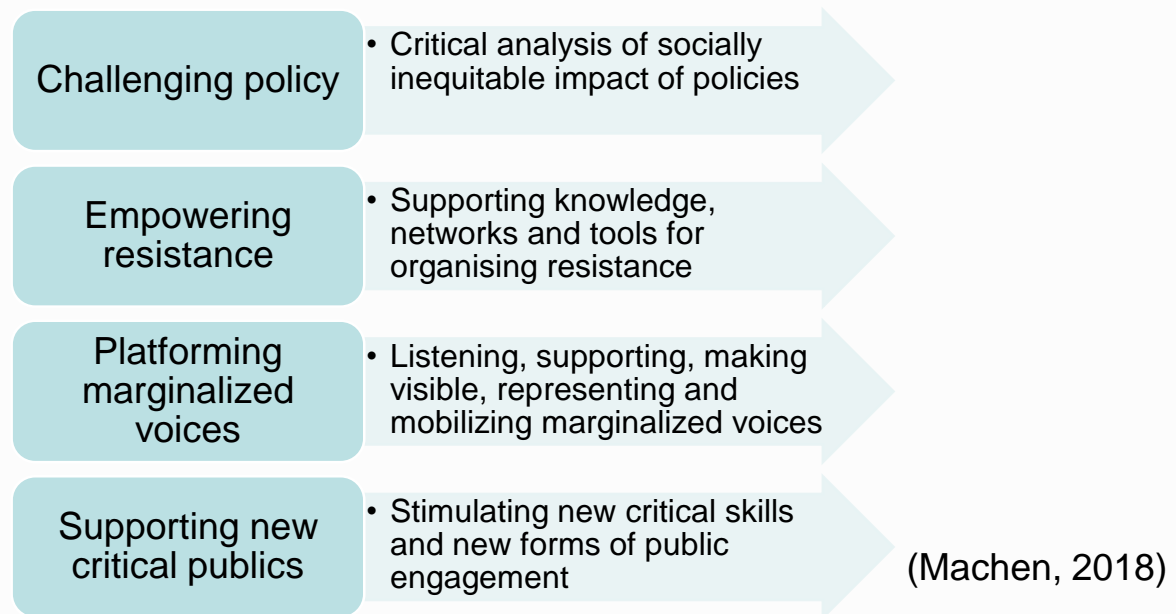 Challenging policy
• Critical analysis of socially
inequitable impact of policies
Empowering
resistance
• Supporting knowledge,
networks and tools for
organising resistance
Platforming
marginalized
voices
• Listening, supporting, making
visible, representing and
mobilizing marginalized voices
Supporting new
critical publics
• Stimulating new critical skills
and new forms of public
engagement
(Machen, 2018)